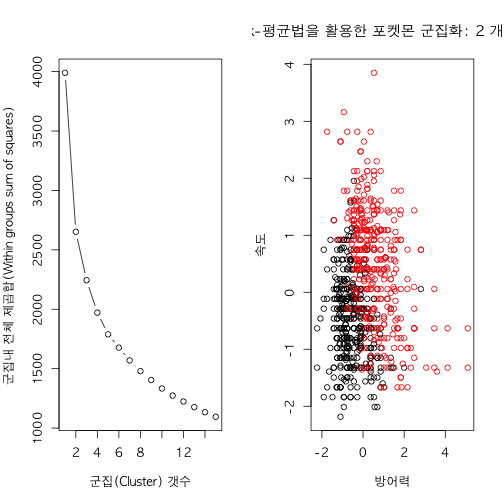 k-평균법을 활용한 포켓몬 군집화: 2 개
군집내 전체 제곱합(Within groups sum of squares)
4000
3500
3000
2500
2000
1500
1000
2 4 6 8 12
군집(Cluster) 갯수
속도
4
3
2
1
0
-1
-2
-2 0 2 4
방어력